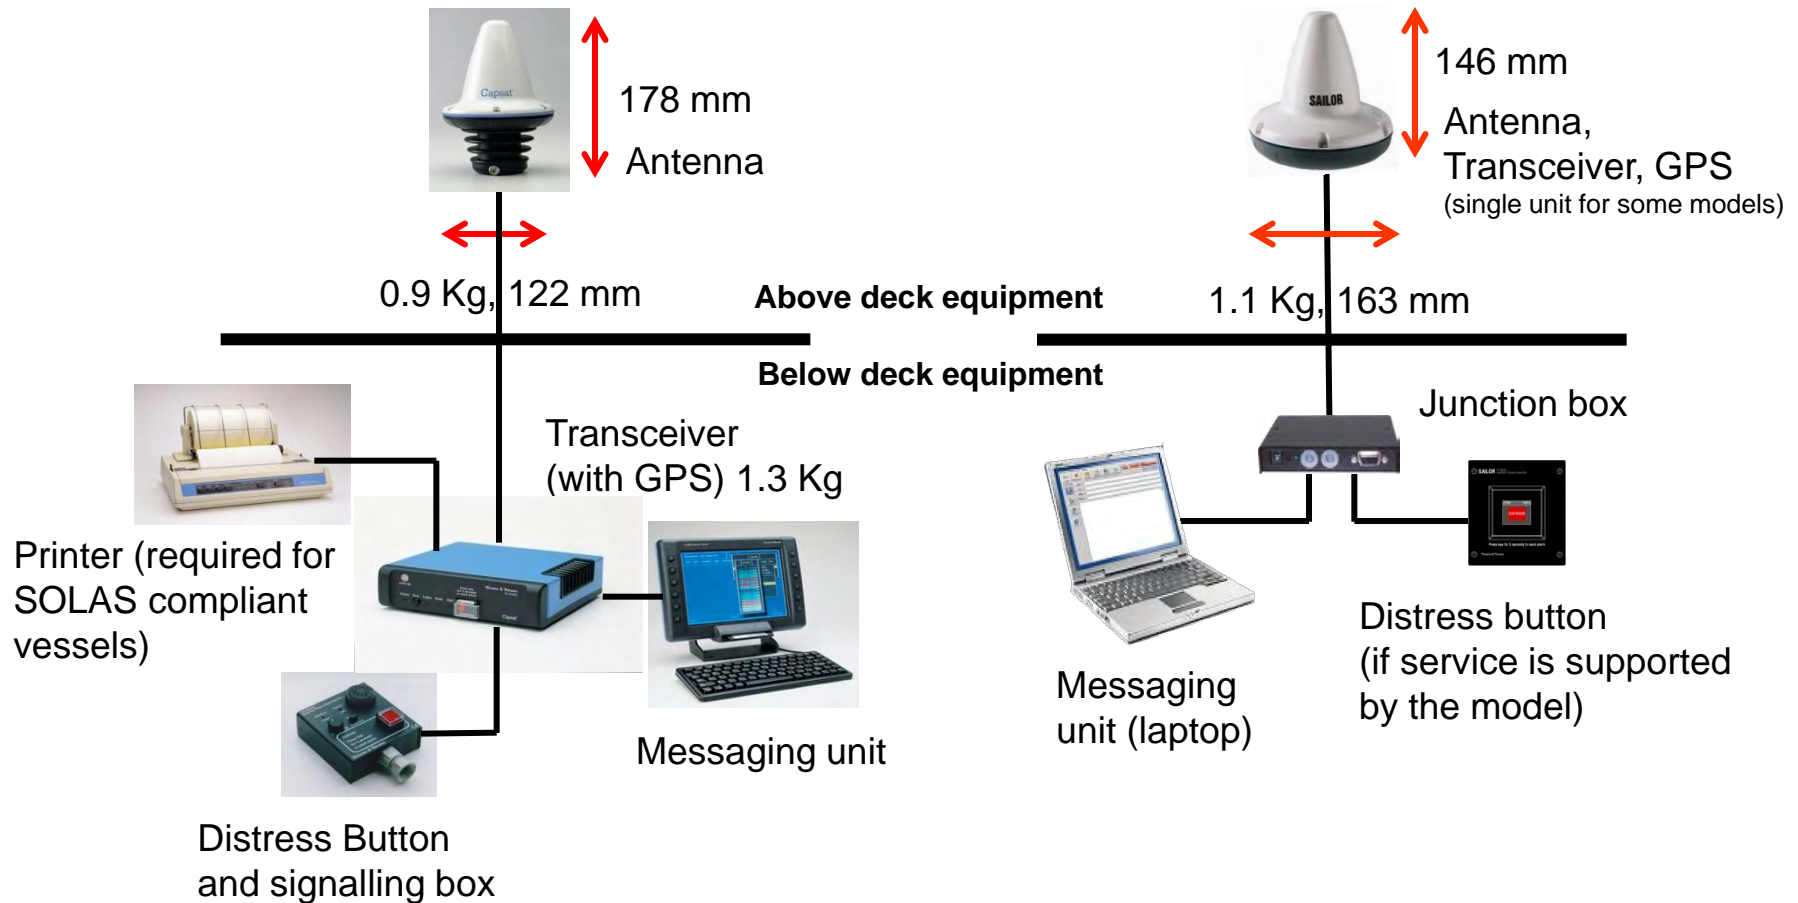 Capsat
178 mm
Antenna
0.9 Kg, 122 mm
SAILOR
146 mm
Antenna,
Transceiver, GPS
(single unit for some models)
1.1 Kg, 163 mm
Above deck equipment
Below deck equipment
Printer (required for
SOLAS compliant
vessels)
Transceiver
(with GPS) 1.3 Kg
Capsat
Messaging unit
Distress Button
and signalling box
Junction box
Messaging
unit (laptop)
SAILOR
Distress button
(if service is supported
by the model)